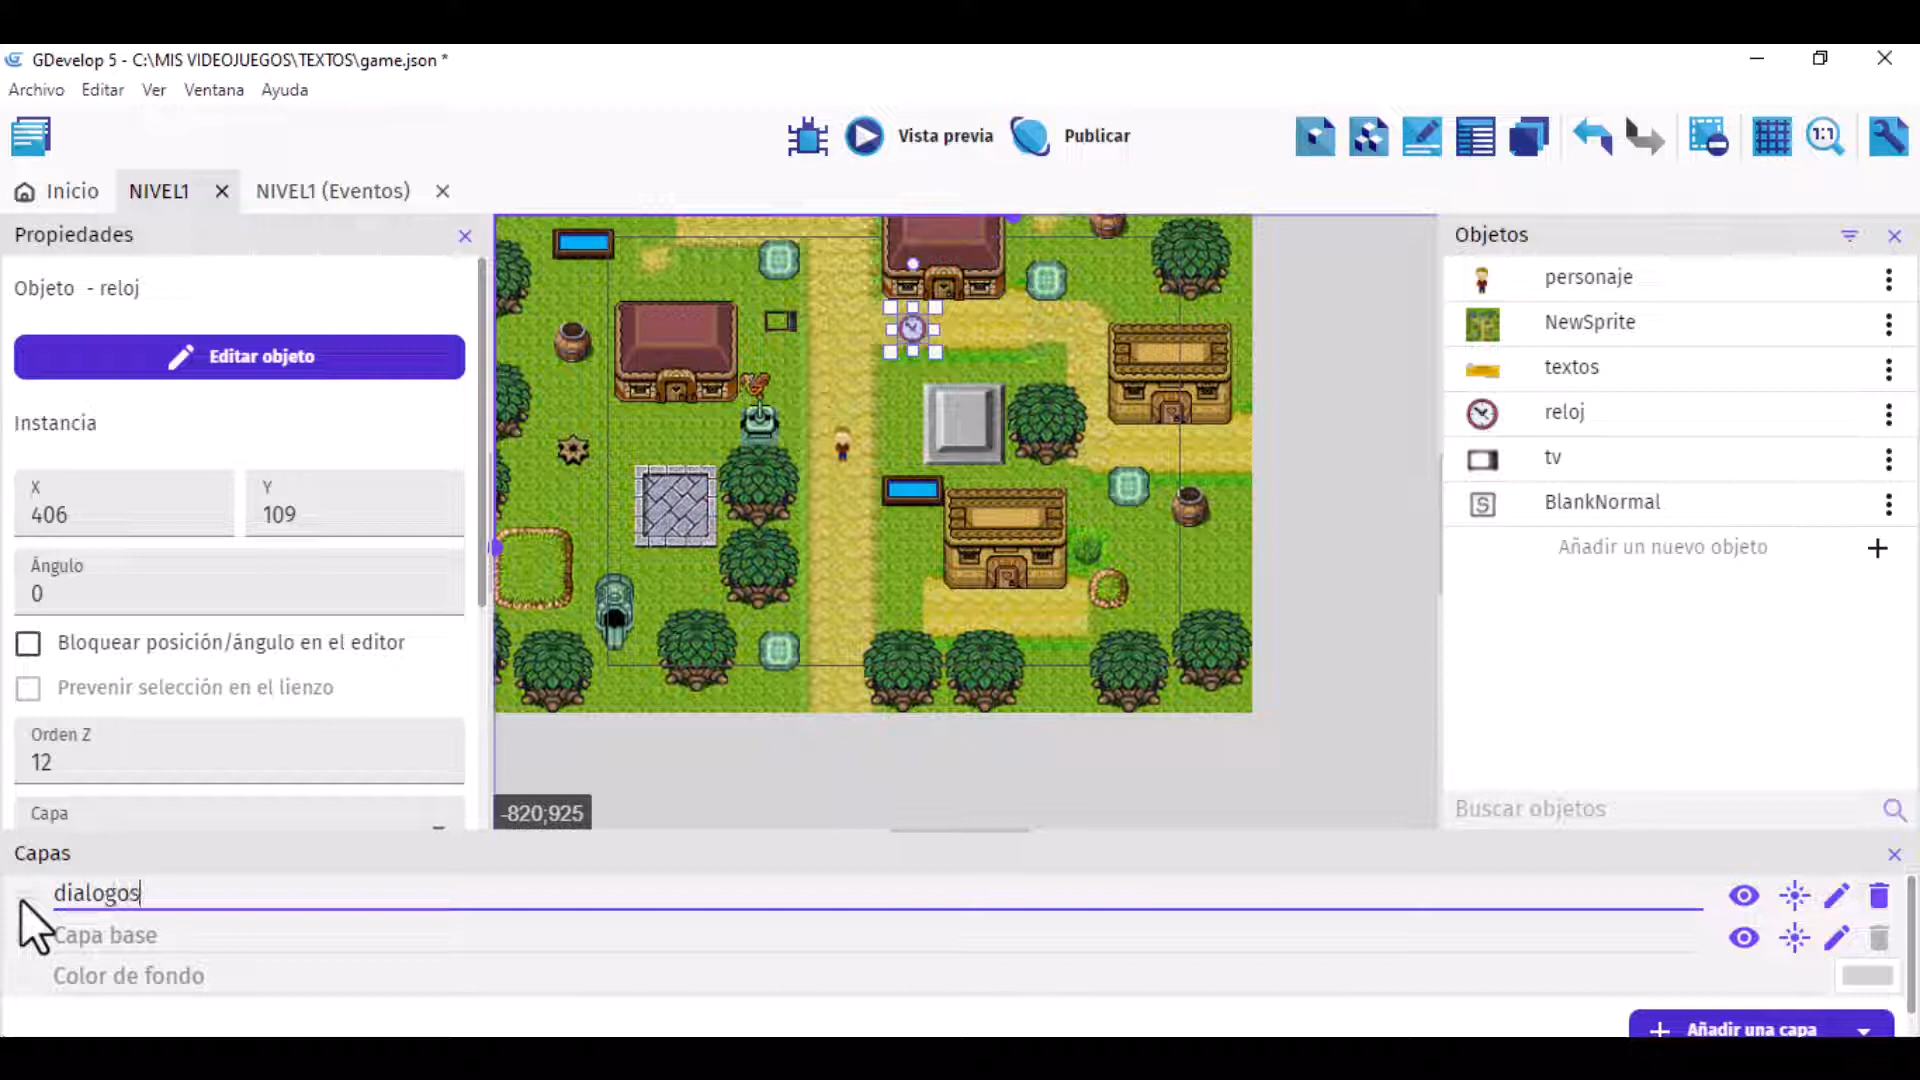 GDevelop 5 - C:\MIS VIDEOJUEGOS\TEXTOS\game.json *
Archivo Editar Ver Ventana Ayuda
Vista previa Publicar 1:1
Inicio NIVEL1 NIVEL1 (Eventos)
Propiedades
Objeto - reloj
Editar objeto
Instancia
X Y
406 109
Ángulo
0
Bloquear posición/ángulo en el editor
Prevenir selección en el lienzo
Orden Z
12
Capa
-820;925
Objetos
personaje
NewSprite
textos
reloj
tv
S BlankNormal
Añadir un nuevo objeto
Buscar objetos
Capas
dialogos
Capa base
Color de fondo
Añadir una capa